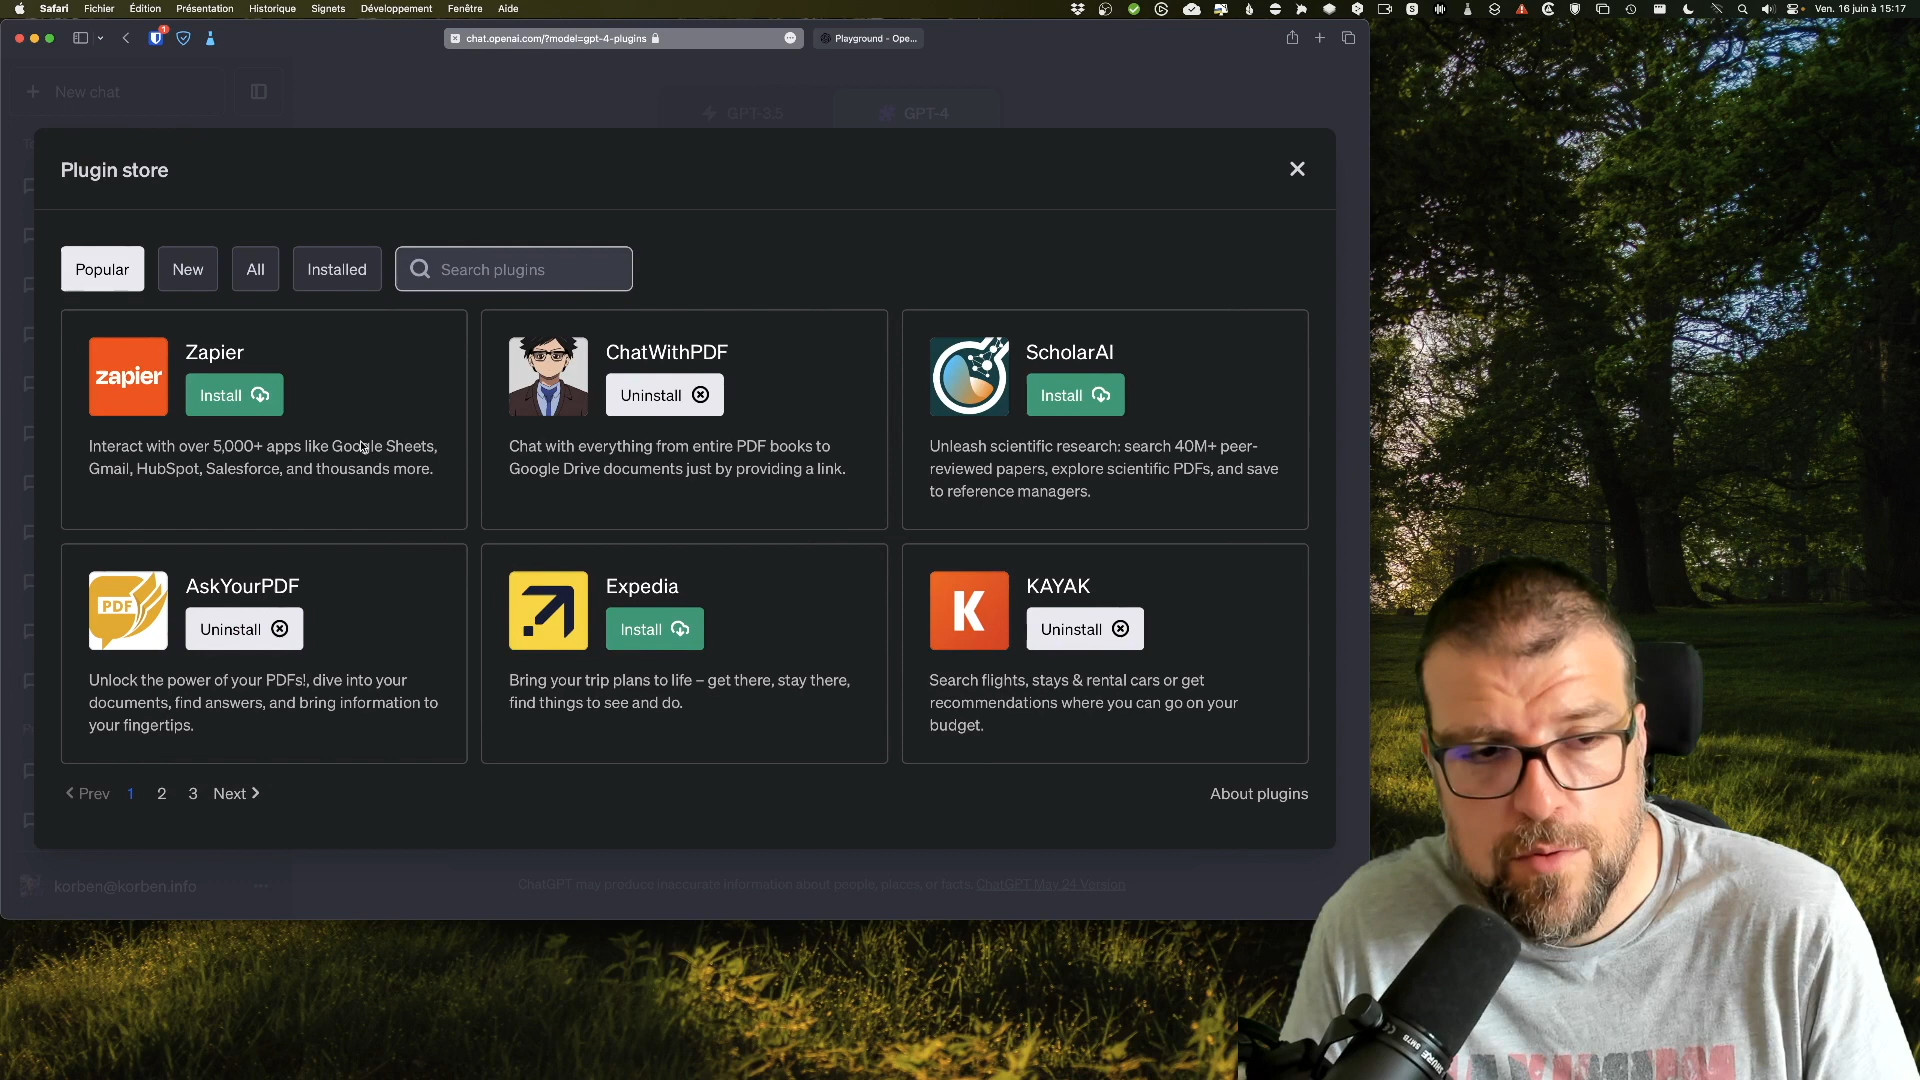 Safari Fichier Édition Présentation Historique Signets Développement Fenêtre Aide
Ven. 16 juin à 15:17
1
chat.openai.com/?model=gpt-4-plugins
Playground - Ope...
New chat
GPT-3.5 GPT-4
Plugin store
Popular New All Installed Search plugins
Zapier
zapier
Install
Interact with over 5,000+ apps like Google Sheets,
Gmail, HubSpot, Salesforce, and thousands more.
ChatWithPDF
Uninstall
Chat with everything from entire PDF books to
Google Drive documents just by providing a link.
ScholarAI
Install
Unleash scientific research: search 40M+ peer-
reviewed papers, explore scientific PDFs, and save
to reference managers.
AskYourPDF
PDF
Uninstall
Unlock the power of your PDFs!, dive into your
documents, find answers, and bring information to
your fingertips.
Expedia
Install
Bring your trip plans to life – get there, stay there,
find things to see and do.
KAYAK
K
Uninstall
Search flights, stays & rental cars or get
recommendations where you can go on your
budget.
Prev 1 2 3 Next
About plugins
korben@korben.info
ChatGPT may produce inaccurate information about people, places, or facts. ChatGPT May 24 Version
SHURE SM7B